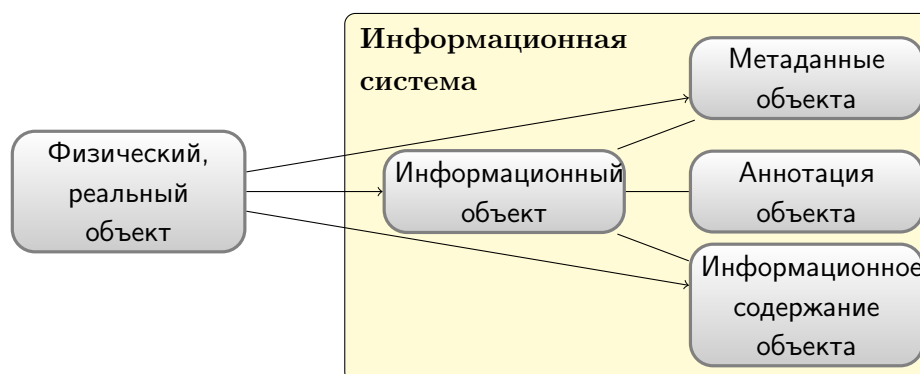 Информационная
система
Метаданные
объекта
Физический,
реальный
объект
Информационный
объект
Аннотация
объекта
Информационное
содержание
объекта